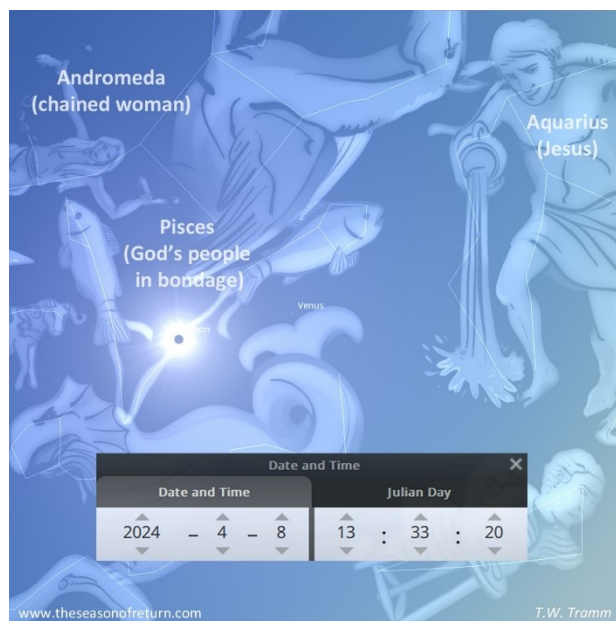 Andromeda
(chained woman)
Aquarius
(Jesus)
Pisces
(God's people
in bondage)
Venus
Date and Time
Date and Time
Julian Day
2024 – 4 – 8
13 : 33 : 20
www.theseasonofreturn.com
T.W. Tramm